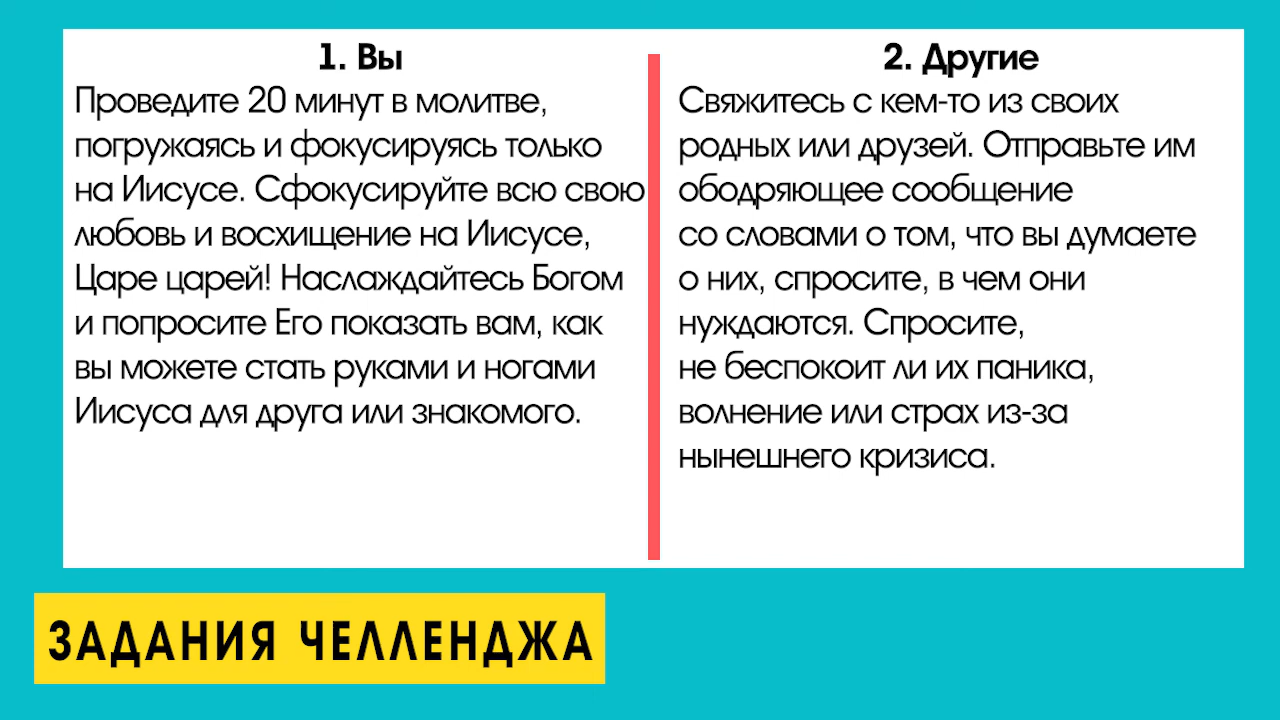 1. Вы
Проведите 20 минут в молитве,
погружаясь и фокусируясь только
на Иисусе. Сфокусируйте всю свою
любовь и восхищение на Иисусе,
Царе царей! Наслаждайтесь Богом
и попросите Его показать вам, как
вы можете стать руками и ногами
Иисуса для друга или знакомого.
2. Другие
Свяжитесь с кем-то из своих
родных или друзей. Отправьте им
ободряющее сообщение
со словами о том, что вы думаете
о них, спросите, в чем они
нуждаются. Спросите,
не беспокоит ли их паника,
волнение или страх из-за
нынешнего кризиса.
ЗАДАНИЯ ЧЕЛЛЕНДЖА